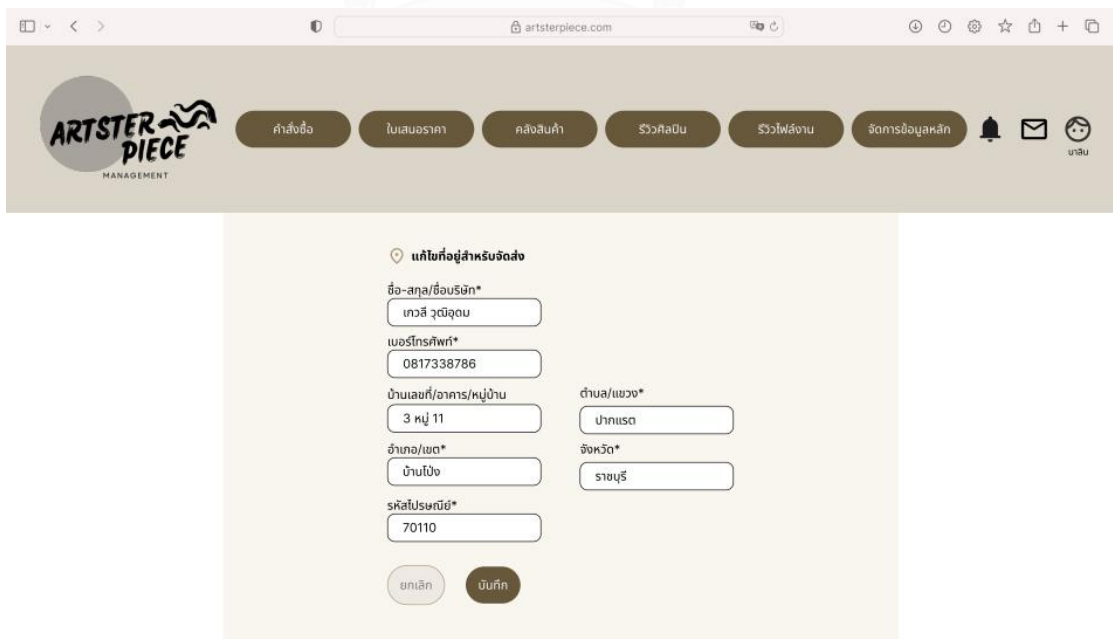 artsterpiece.com
ARTSTER
PIECE
MANAGEMENT
คำสั่งซื้อ
ใบเสนอราคา
คลังสินค้า
รีวิวศิลปิน
รีวิวไฟล์งาน
จัดการข้อมูลหลัก
นาลิน
แก้ไขที่อยู่สำหรับจัดส่ง
ชื่อ-สกุล/ชื่อบริษัท*
เกวลี วุฒิอุดม
เบอร์โทรศัพท์*
0817338786
บ้านเลขที่/อาคาร/หมู่บ้าน
ตำบล/แขวง*
3 หมู่ 11
ปากแรต
อำเภอ/เขต*
จังหวัด*
บ้านโป่ง
ราชบุรี
รหัสไปรษณีย์*
70110
ยกเลิก
บันทึก